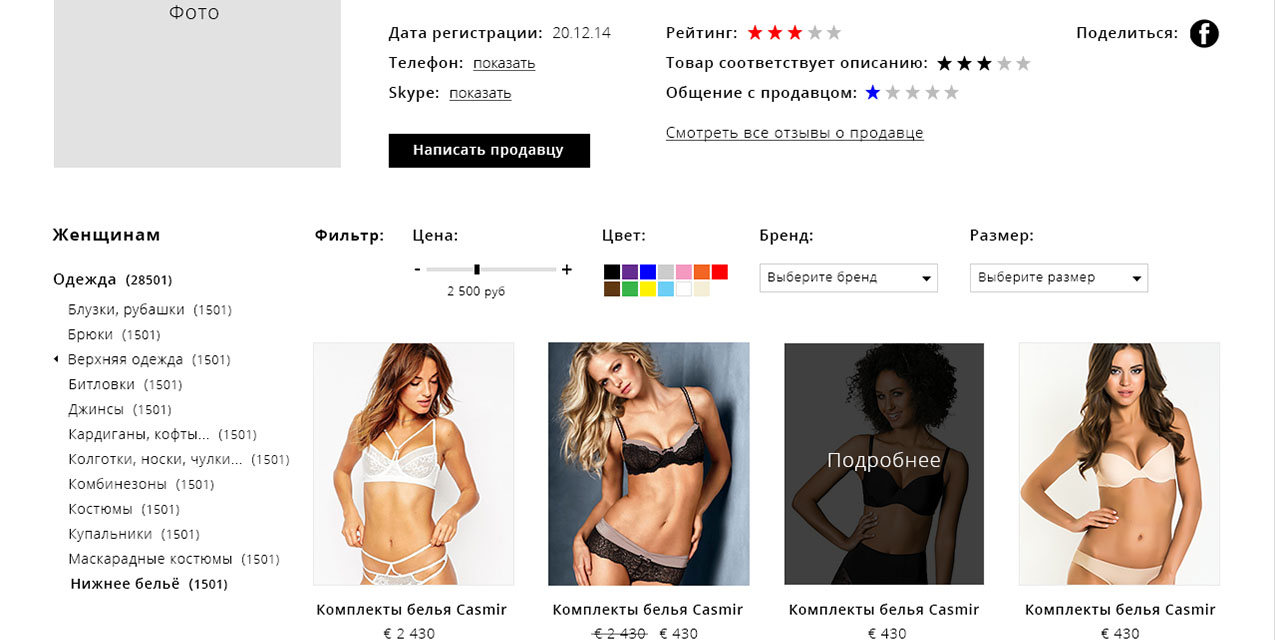 Фото
Дата регистрации: 20.12.14
Телефон: показать
Skype: показать
Написать продавцу
Рейтинг:
Товар соответствует описанию:
Общение с продавцом:
Смотреть все отзывы о продавце
Поделиться:
Женщинам
Одежда (28501)
Блузки, рубашки (1501)
Брюки (1501)
Верхняя одежда (1501)
Битловки (1501)
Джинсы (1501)
Кардиганы, кофты... (1501)
Колготки, носки, чулки... (1501)
Комбинезоны (1501)
Костюмы (1501)
Купальники (1501)
Маскарадные костюмы (1501)
Нижнее бельё (1501)
Фильтр:
Цена:
- +
2 500 руб
Цвет:
Бренд:
Выберите бренд
Размер:
Выберите размер
Комплекты белья Casmir
€ 2 430
Комплекты белья Casmir
€ 2 430 € 430
Подробнее
Комплекты белья Casmir
€ 430
Комплекты белья Casmir
€ 430